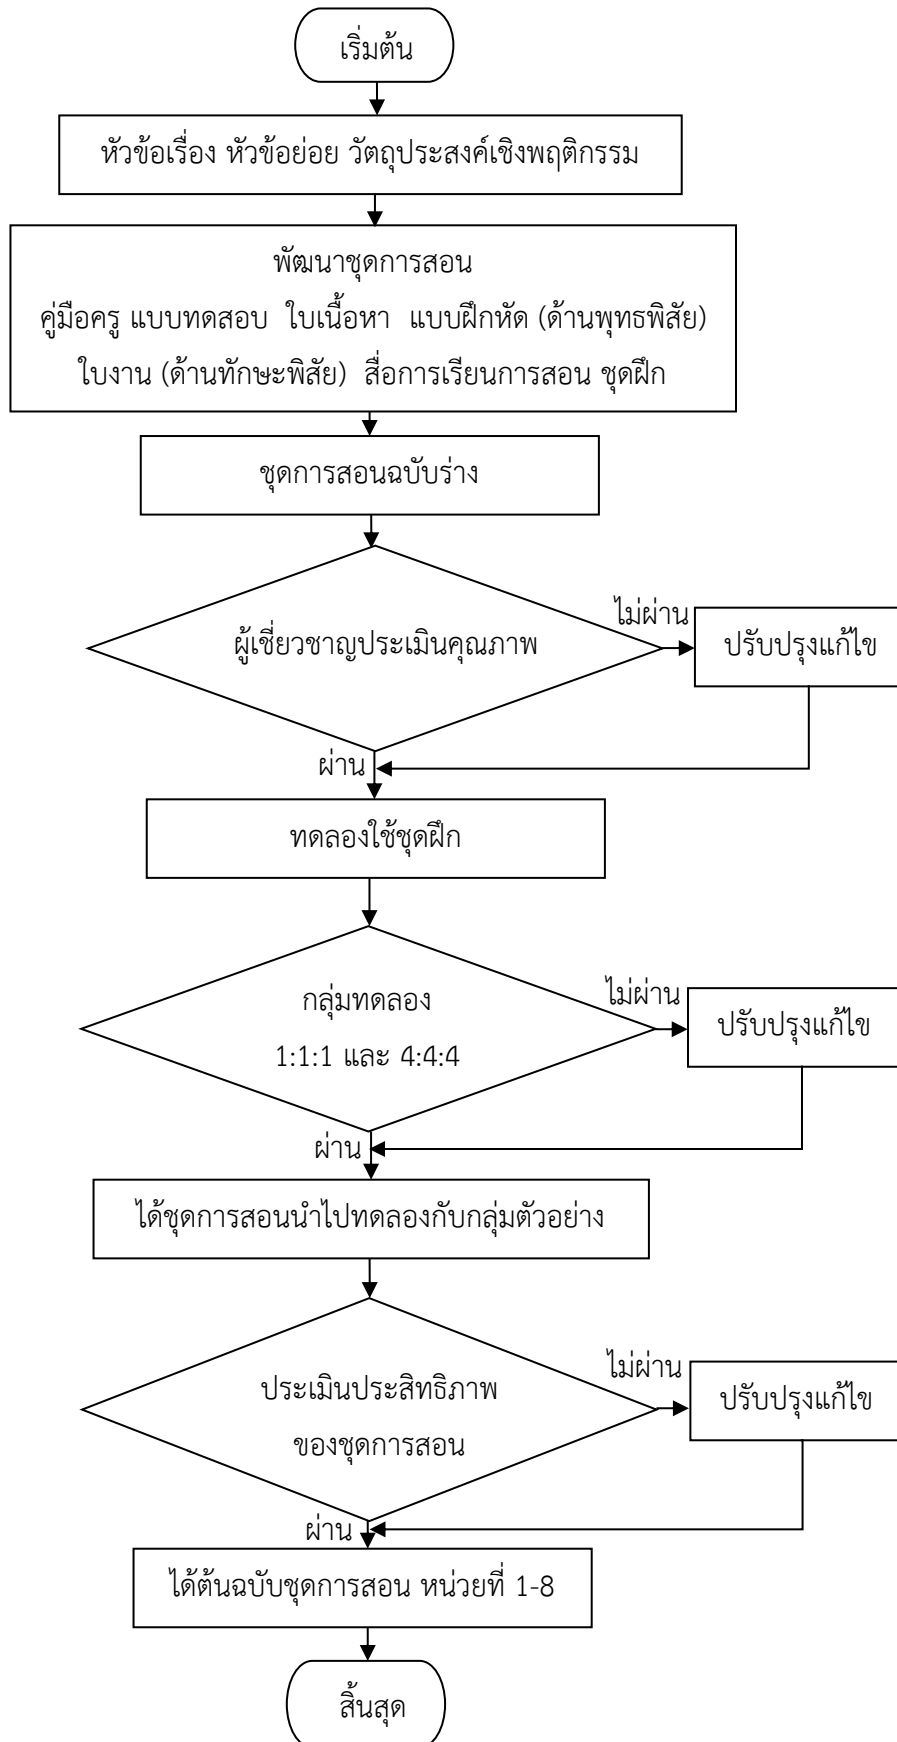 เริ่มต้น
หัวข้อเรื่อง หัวข้อย่อย วัตถุประสงค์เชิงพฤติกรรม
พัฒนาชุดการสอน
คู่มือครู แบบทดสอบ ใบเนื้อหา แบบฝึกหัด (ด้านพุทธพิสัย)
ใบงาน (ด้านทักษะพิสัย) สื่อการเรียนการสอน ชุดฝึก
ชุดการสอนฉบับร่าง
ผู้เชี่ยวชาญประเมินคุณภาพ
ไม่ผ่าน
ปรับปรุงแก้ไข
ผ่าน
ทดลองใช้ชุดฝึก
กลุ่มทดลอง
1:1:1 และ 4:4:4
ไม่ผ่าน
ปรับปรุงแก้ไข
ผ่าน
ได้ชุดการสอนนำไปทดลองกับกลุ่มตัวอย่าง
ประเมินประสิทธิภาพ
ของชุดการสอน
ไม่ผ่าน
ปรับปรุงแก้ไข
ผ่าน
ได้ต้นฉบับชุดการสอน หน่วยที่ 1-8
สิ้นสุด